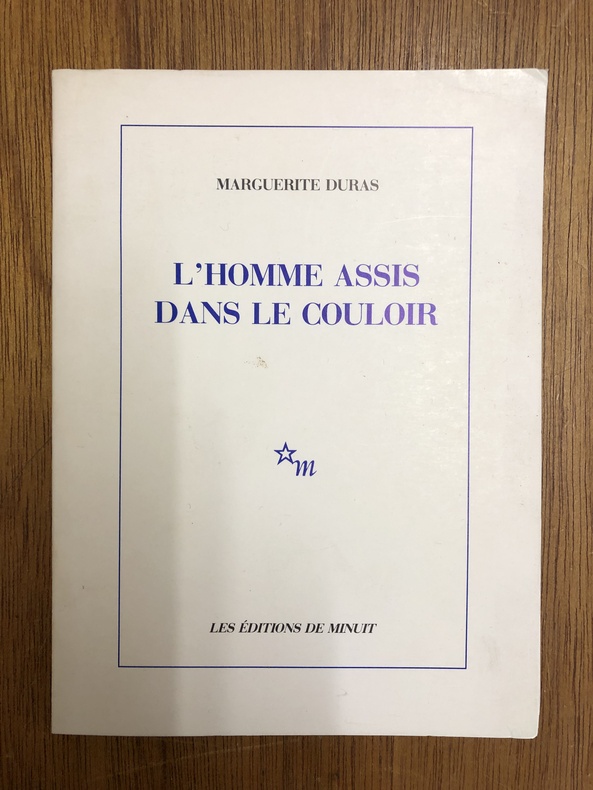 MARGUERITE DURAS
L'HOMME ASSIS
DANS LE COULOIR
m
LES ÉDITIONS DE MINUIT